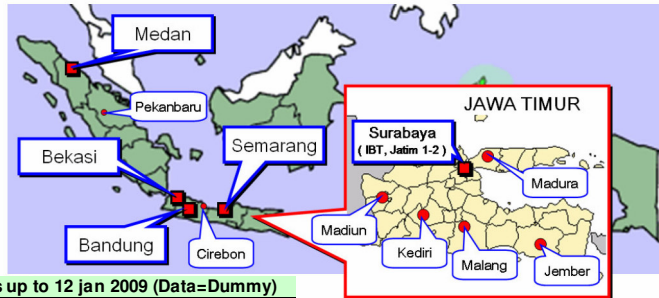 Medan
JAWA TIMUR
Pekanbaru
Surabaya
( IBT, Jatim 1-2 )
Semarang
Bekasi
Madura
Madiun
Bandung
Cirebon
Kediri
Malang
Jember
s up to 12 jan 2009 (Data=Dummy)